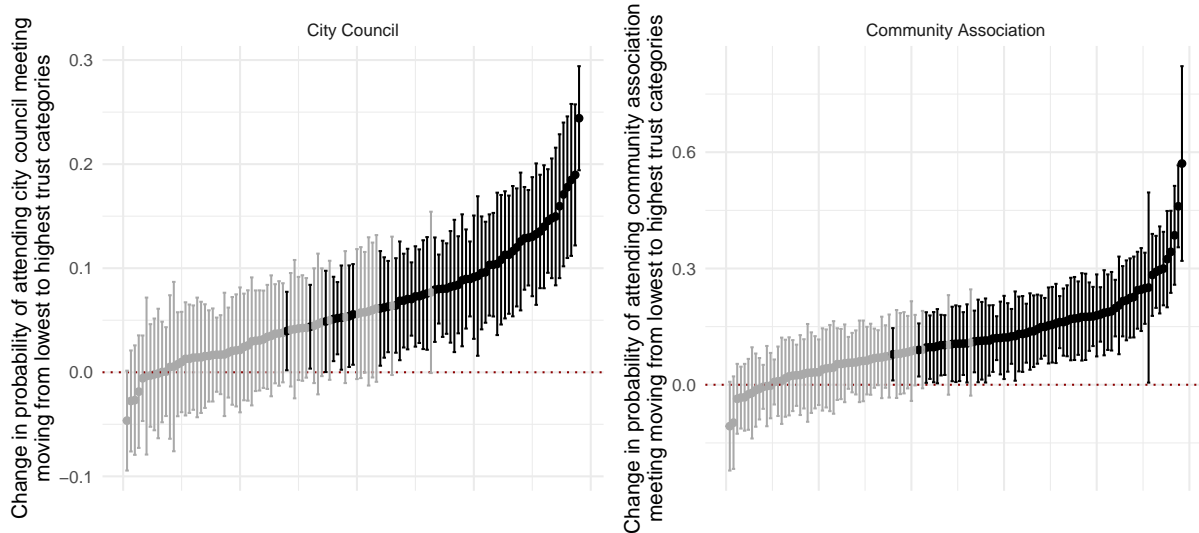 City Council
Change in probability of attending city council meeting
moving from lowest to highest trust categories
0.3
0.2
0.1
0.0
−0.1
Community Association
Change in probability of attending community association
meeting moving from lowest to highest trust categories
0.6
0.3
0.0